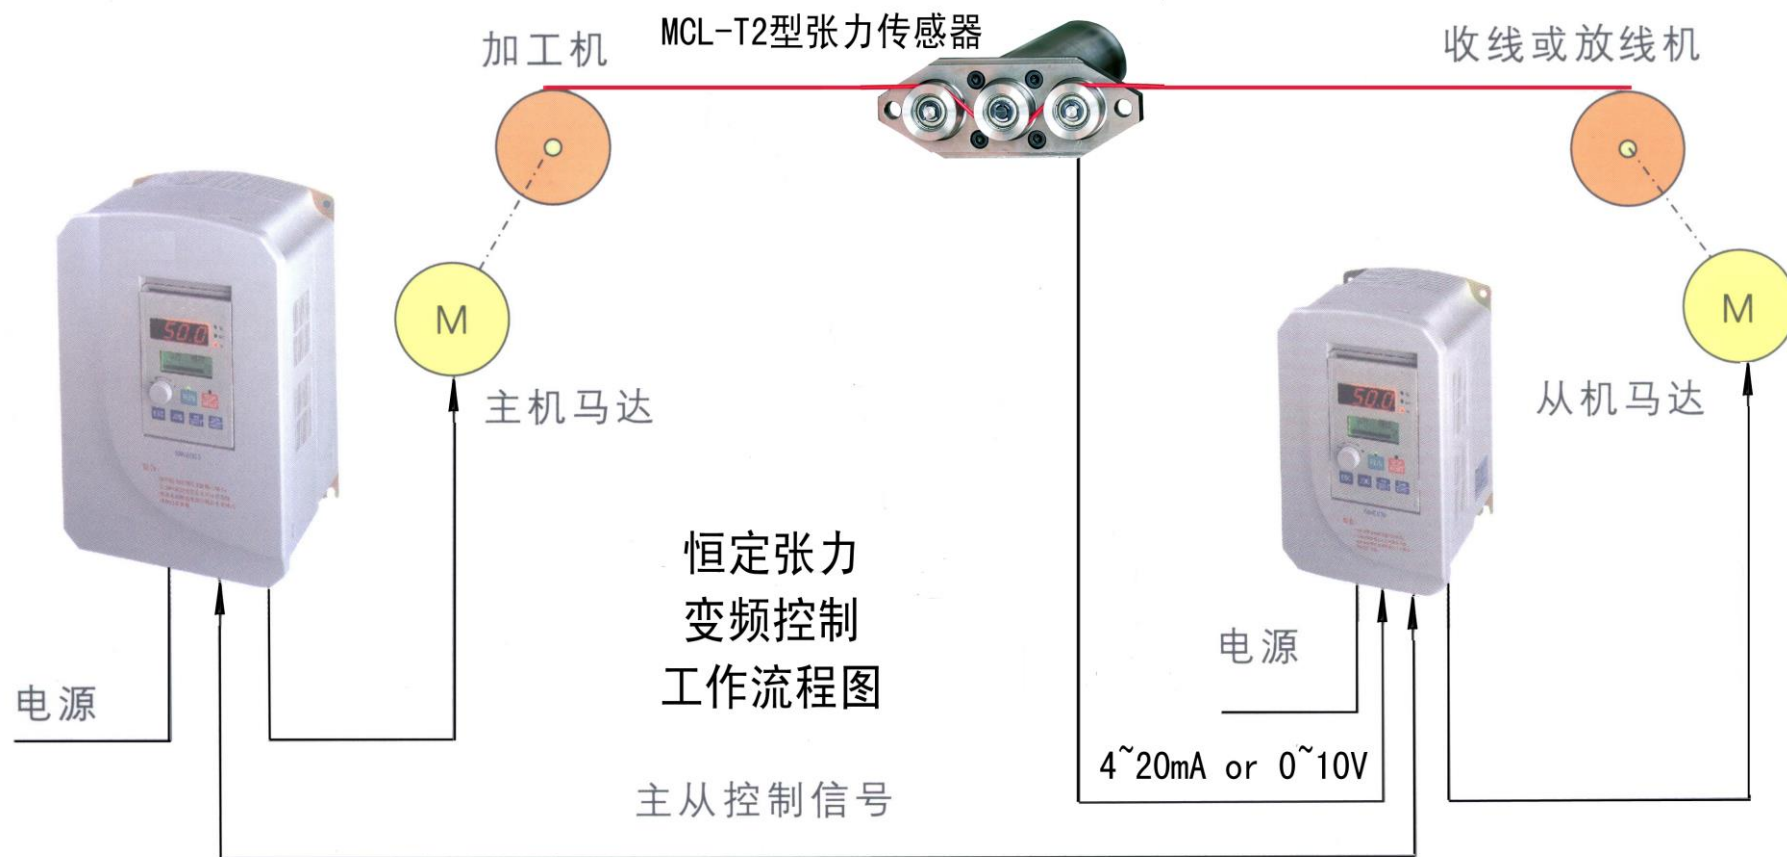 MCL-T2型张力传感器
加工机
收线或放线机
M
M
50.0
50.0
主机马达
从机马达
恒定张力
变频控制
工作流程图
电源
电源
4~20mA or 0~10V
主从控制信号